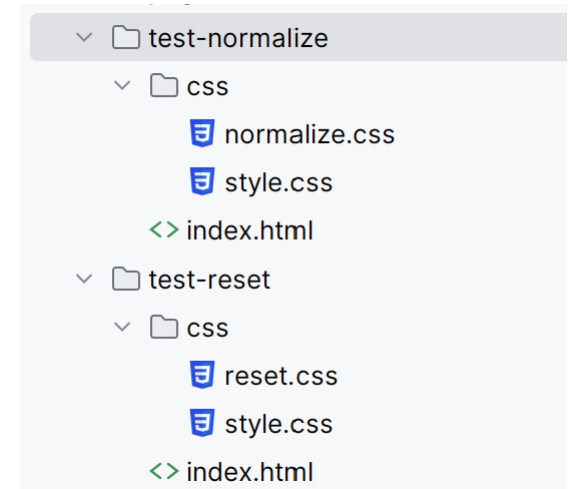 test-normalize
css
normalize.css
style.css
index.html
test-reset
css
reset.css
style.css
index.html